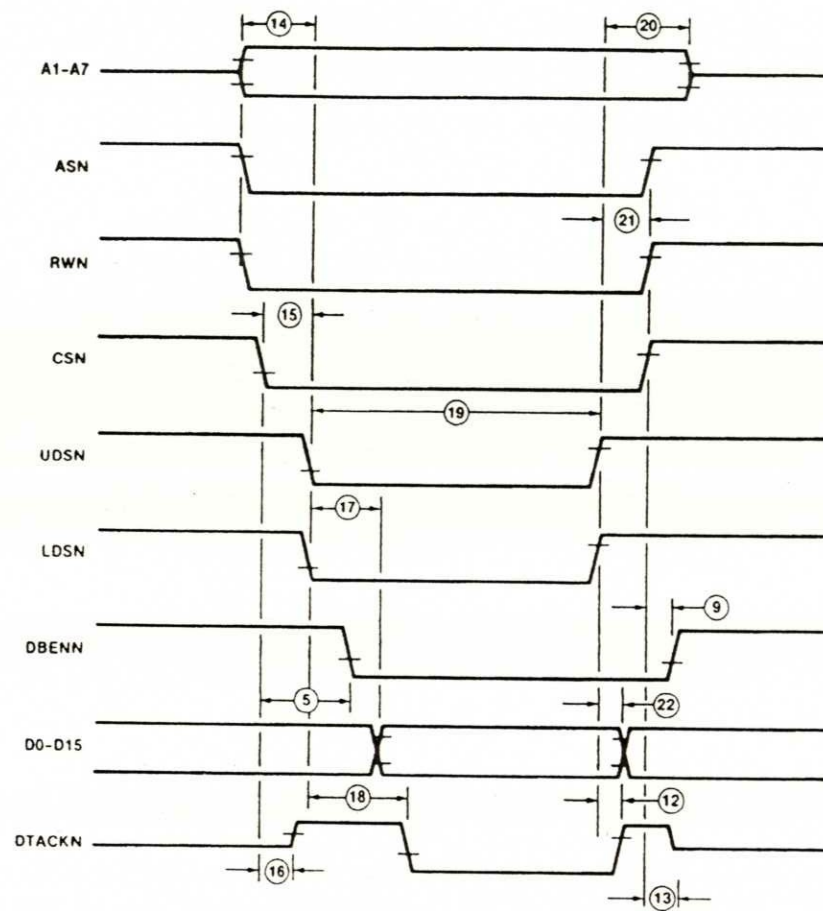 14
20
A1-A7
ASN
21
RWN
15
CSN
19
UDSN
17
LDSN
9
DBENN
5
22
D0-D15
18
12
DTACKN
16
13